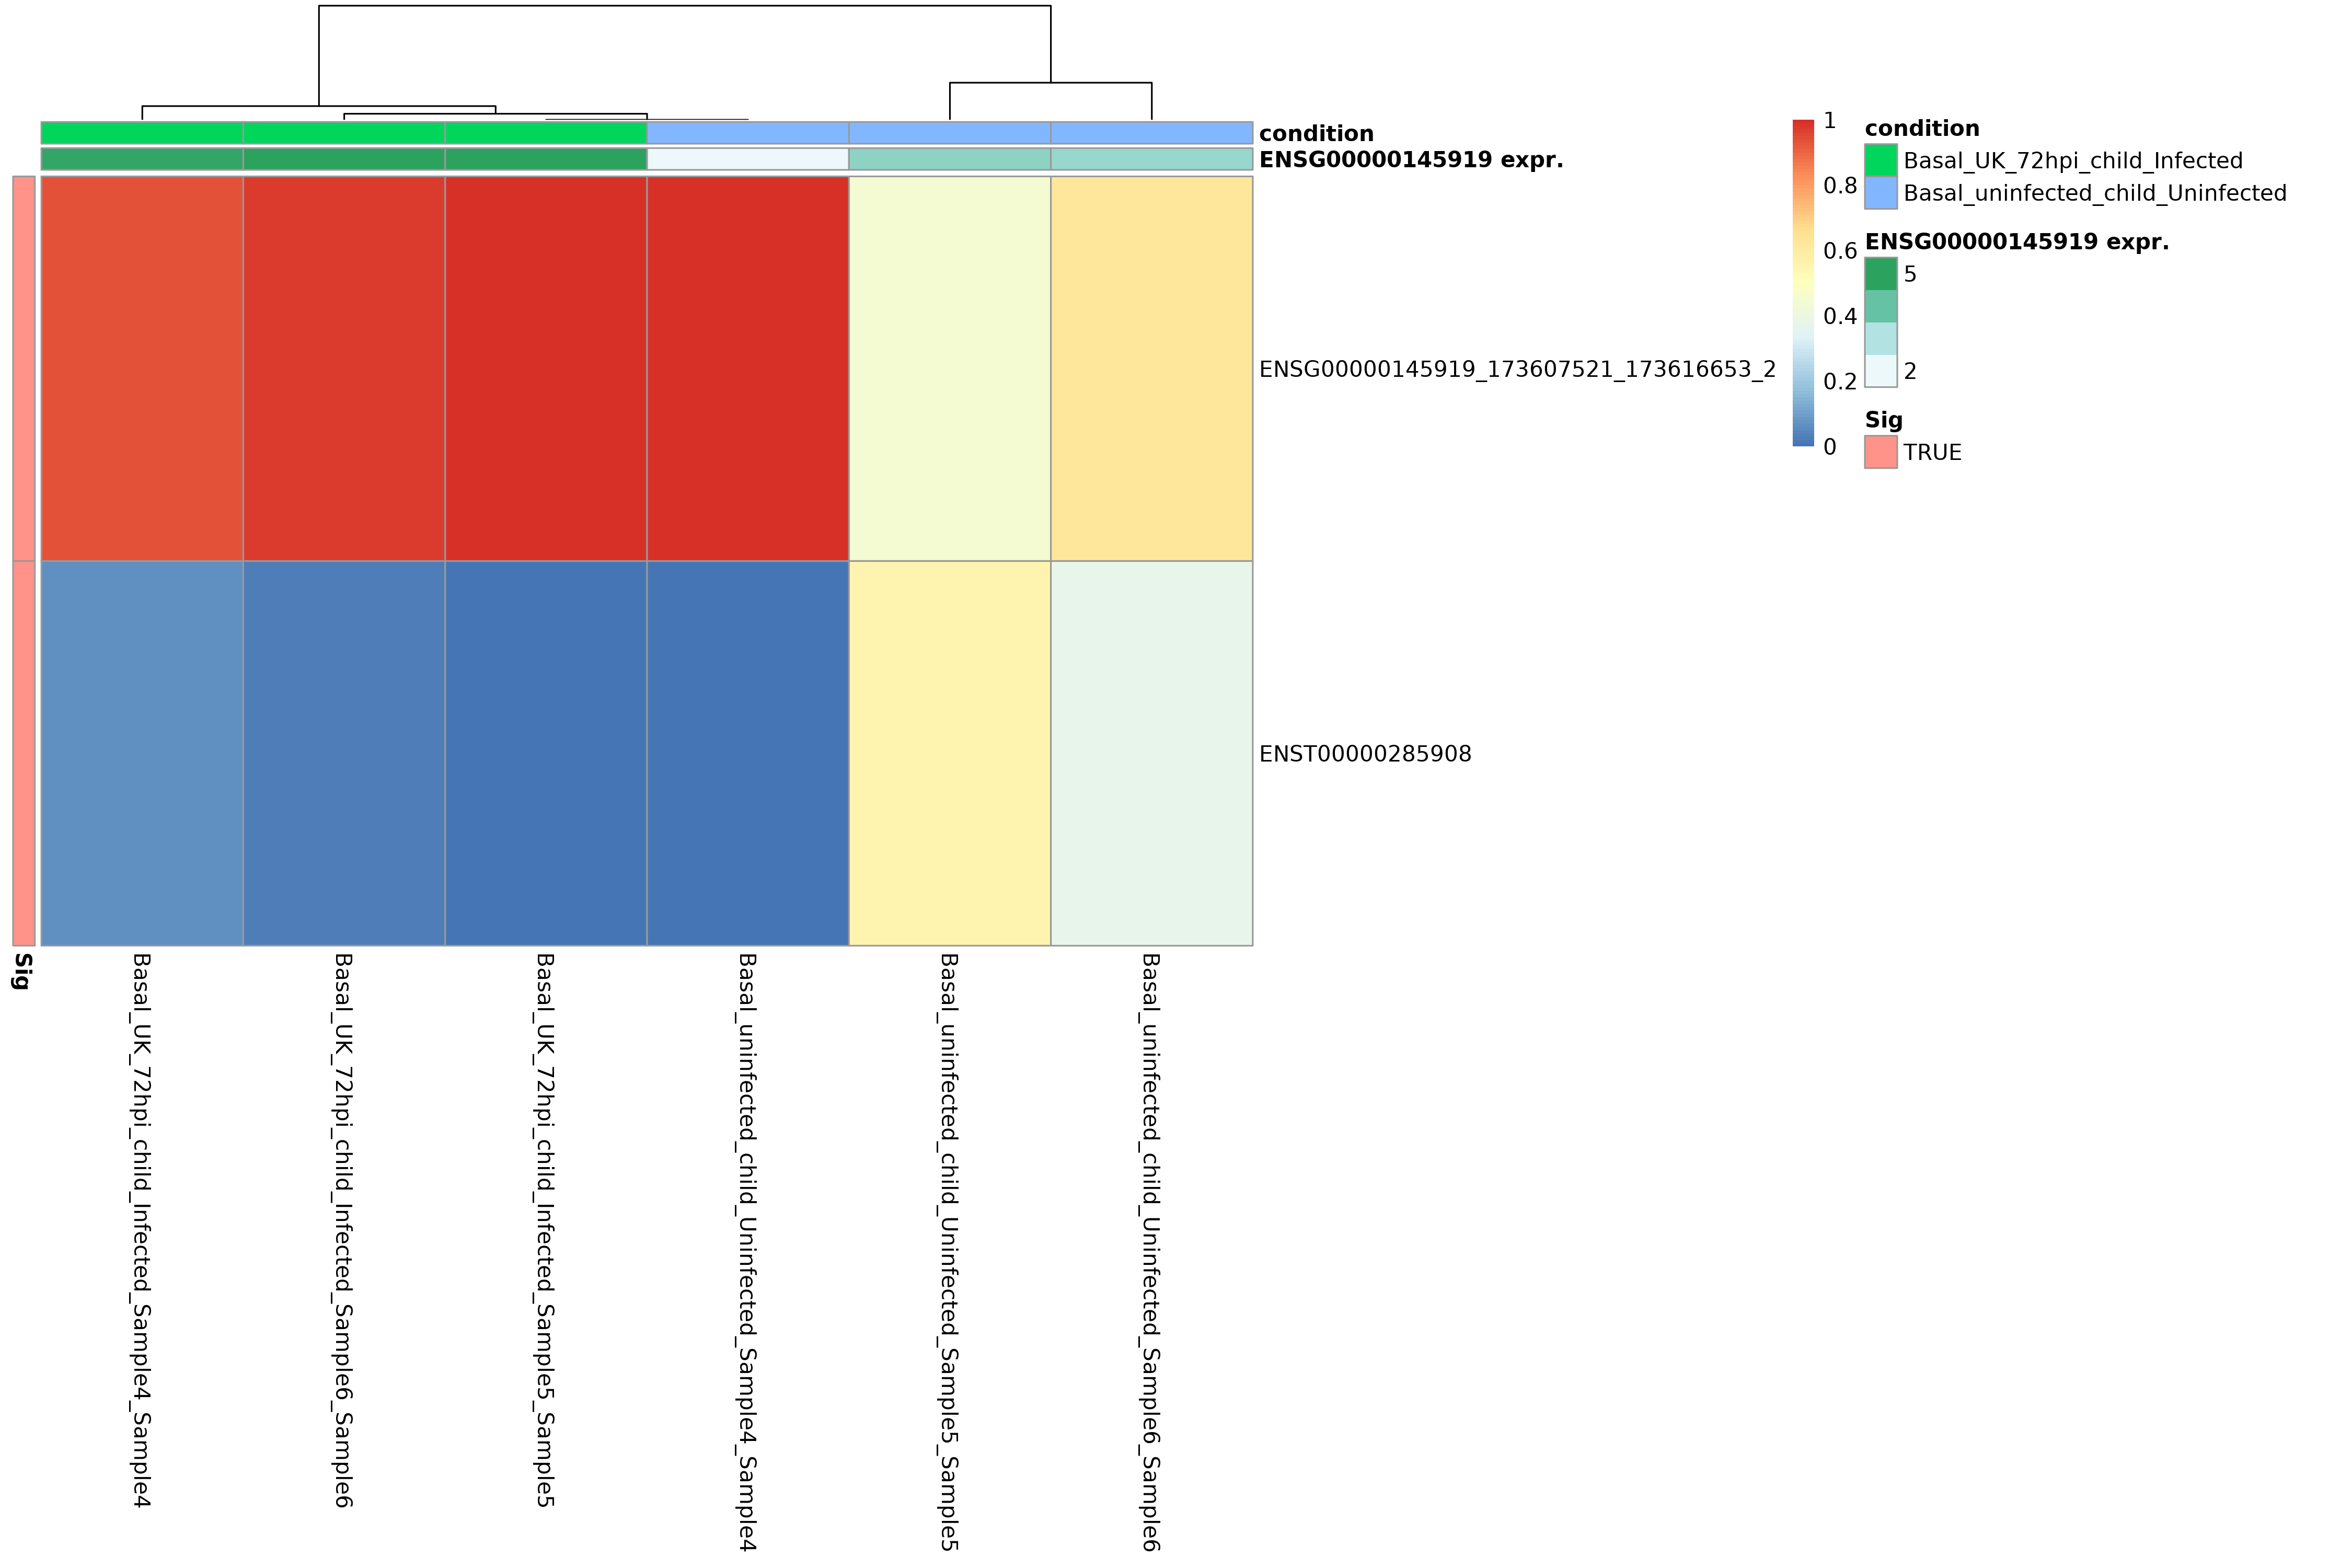 condition
ENSG00000145919 expr.
ENSG00000145919_173607521_173616653_2
ENST00000285908
Sig
Basal_UK_72hpi_child_Infected_Sample4_Sample4
Basal_UK_72hpi_child_Infected_Sample6_Sample6
Basal_UK_72hpi_child_Infected_Sample5_Sample5
Basal_uninfected_child_Uninfected_Sample4_Sample4
Basal_uninfected_child_Uninfected_Sample5_Sample5
Basal_uninfected_child_Uninfected_Sample6_Sample6
1
0.8
0.6
0.4
0.2
0
condition
Basal_UK_72hpi_child_Infected
Basal_uninfected_child_Uninfected
ENSG00000145919 expr.
5
2
Sig
TRUE